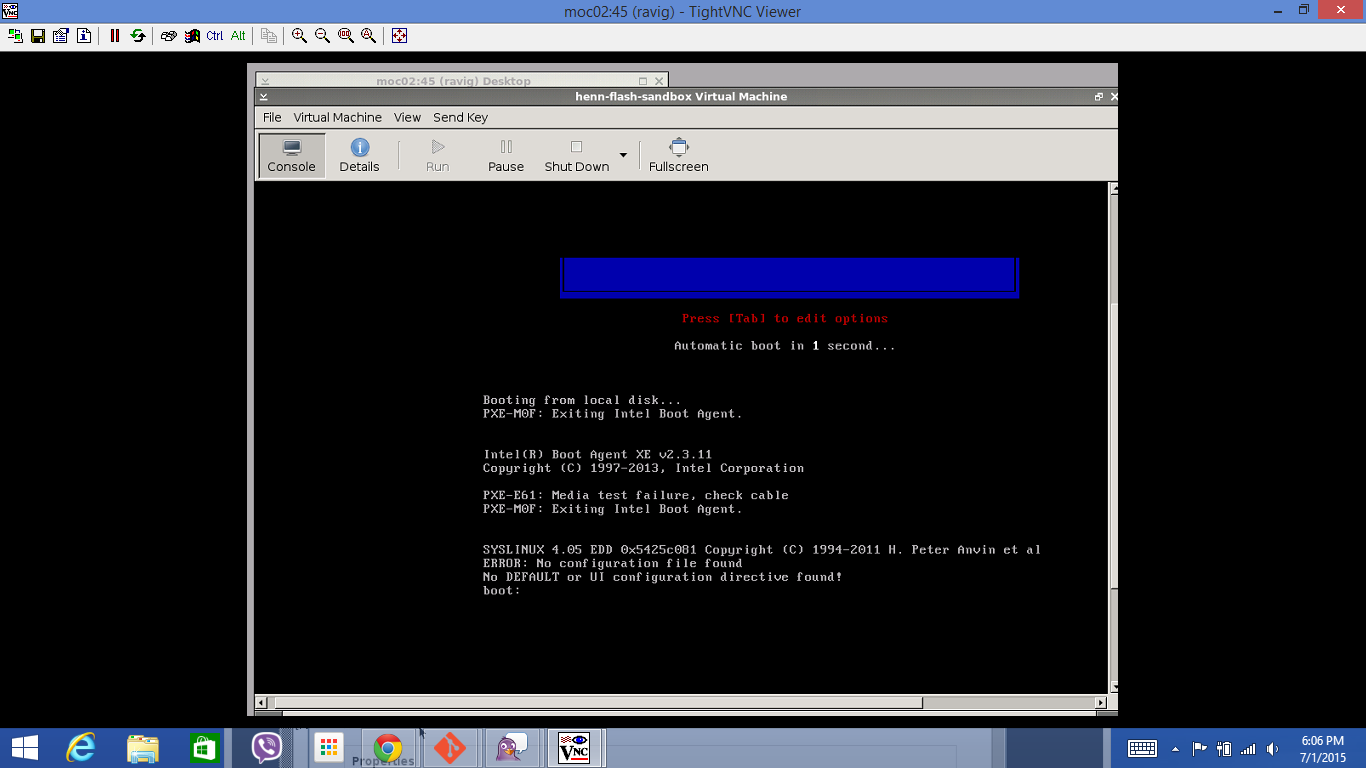 moc02:45 (ravig) - TightVNC Viewer
Ctrl Alt
moc02:45 (ravig) Desktop
henn-flash-sandbox Virtual Machine
File Virtual Machine View Send Key
Console Details Run Pause Shut Down Fullscreen
Press [Tab] to edit options
Automatic boot in 1 second...
Booting from local disk...
PXE-M0F: Exiting Intel Boot Agent.
Intel(R) Boot Agent XE v2.3.11
Copyright (C) 1997-2013, Intel Corporation
PXE-E61: Media test failure, check cable
PXE-M0F: Exiting Intel Boot Agent.
SYSLINUX 4.05 EDD 0x5425c081 Copyright (C) 1994-2011 H. Peter Anvin et al
ERROR: No configuration file found
No DEFAULT or UI configuration directive found!
boot:
VNC
Properties
6:06 PM
7/1/2015